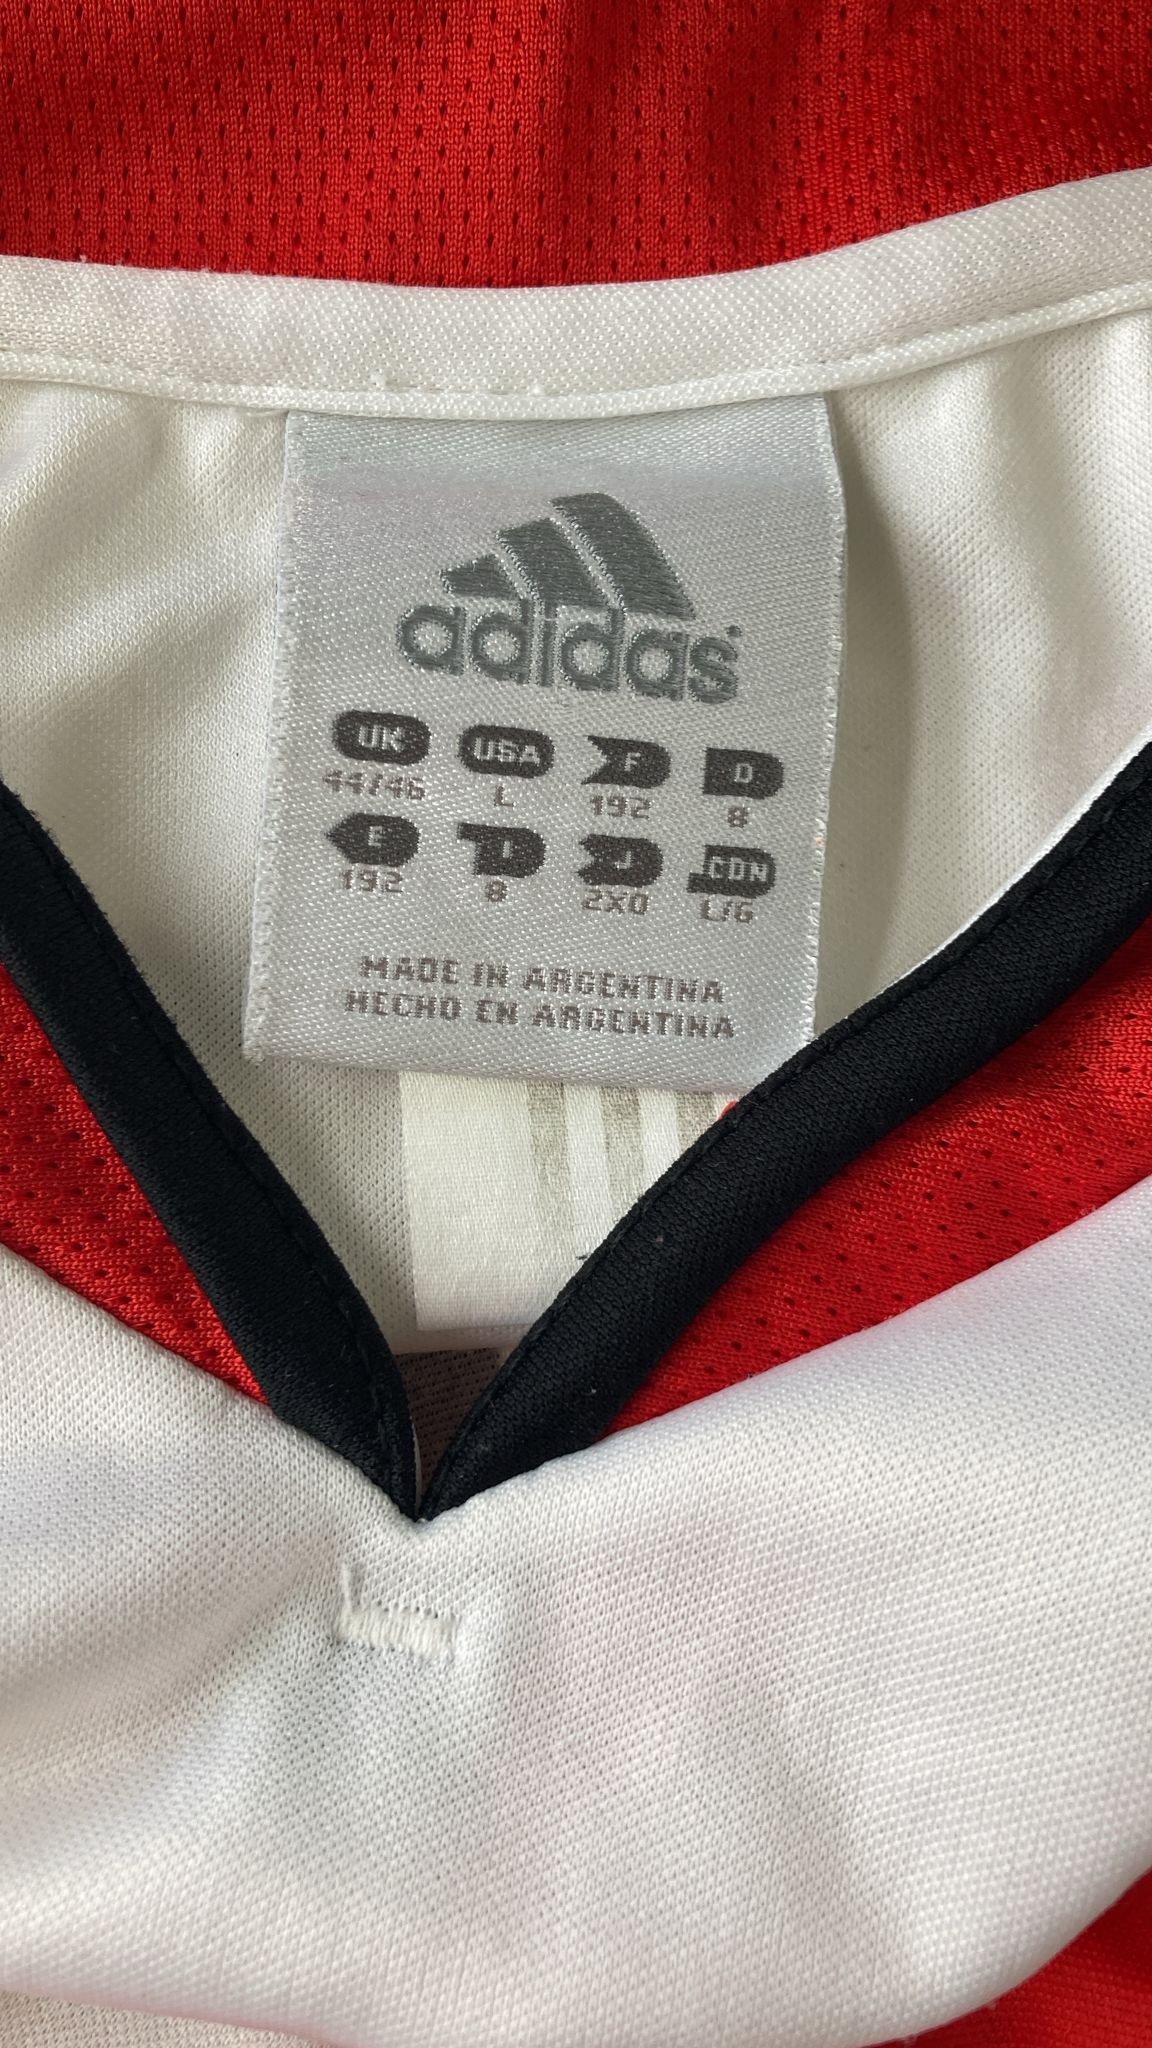 adidas
UK USA F D
44/46 L 192 8
E I J CDN
192 8 2XO L/G
MADE IN ARGENTINA
HECHO EN ARGENTINA